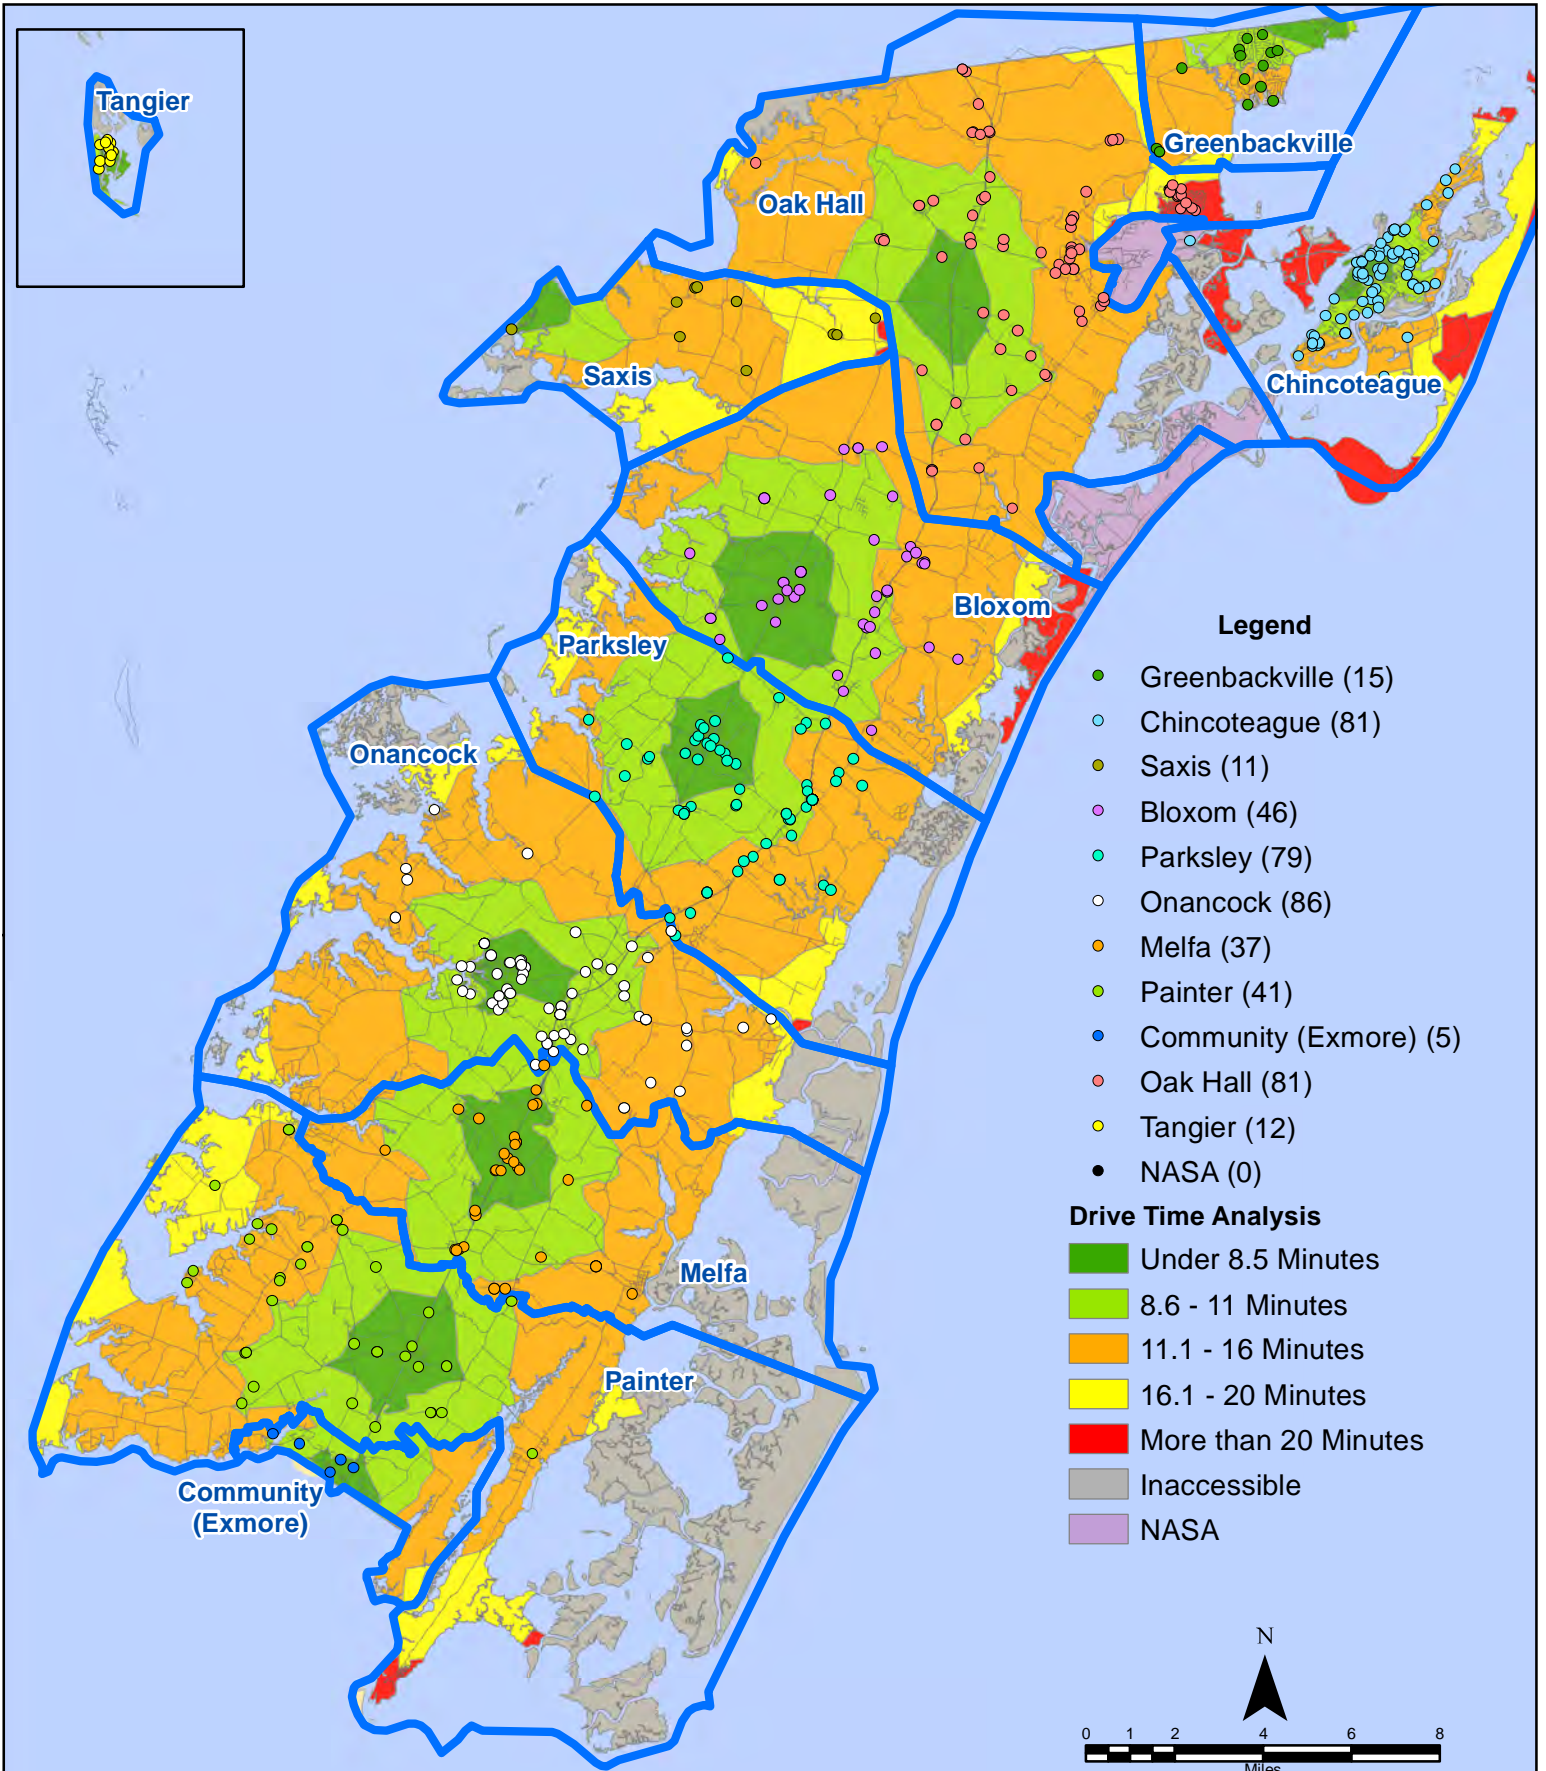 Tangier
Greenbackville
Oak Hall
Saxis
Chincoteague
Bloxom
Parksley
Onancock
Melfa
Painter
Community
(Exmore)
Legend
Greenbackville (15)
Chincoteague (81)
Saxis (11)
Bloxom (46)
Parksley (79)
Onancock (86)
Melfa (37)
Painter (41)
Community (Exmore) (5)
Oak Hall (81)
Tangier (12)
NASA (0)
Drive Time Analysis
Under 8.5 Minutes
8.6 - 11 Minutes
11.1 - 16 Minutes
16.1 - 20 Minutes
More than 20 Minutes
Inaccessible
NASA
N
0 1 2 4 6 8
Miles